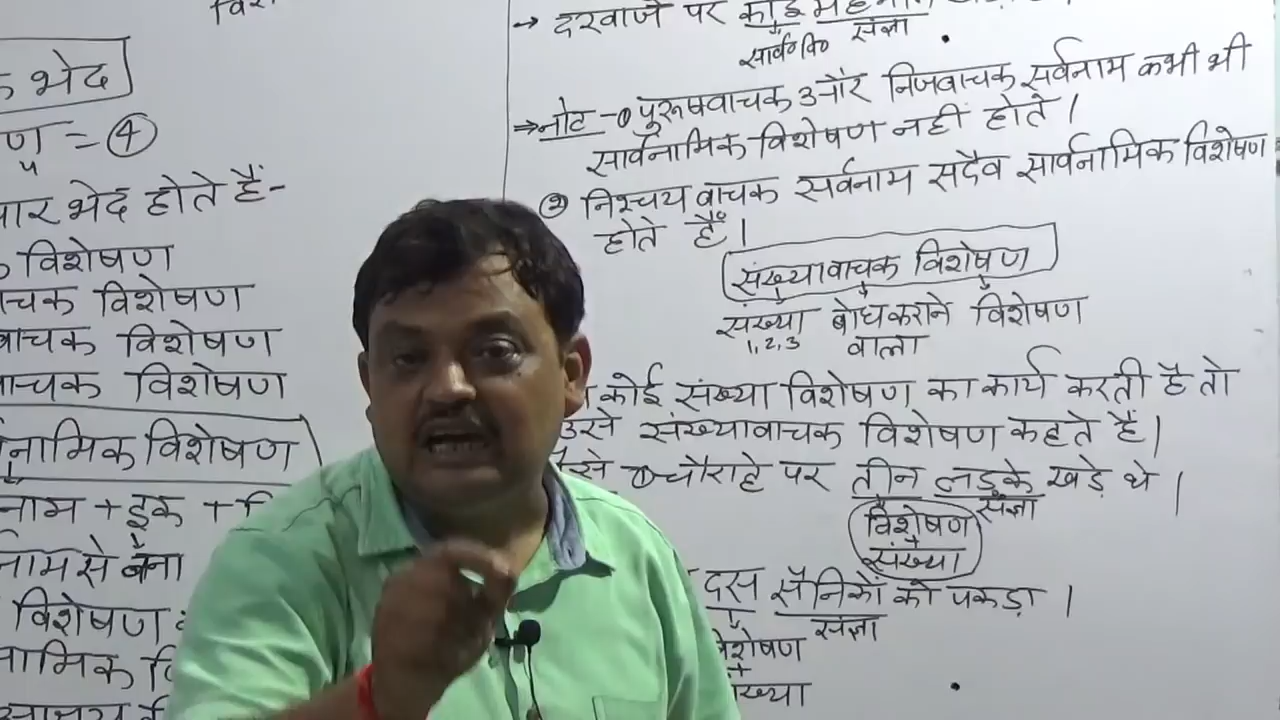 भेद
= ④
भेद होते हैं-
विशेषण
चक विशेषण
वाचक विशेषण
वाचक विशेषण
नामिक विशेषण
नाम + इक +
से बना
विशेषण
नामिक
→ दरवाजे पर कोई
सार्व० वि० संज्ञा
⇒ नोट -① पुरूषवाचक और निजवाचक सर्वनाम कभी भी
सार्वनामिक-विशेषण नहीं होते।
② निश्चयवाचक सर्वनाम सदैव सार्वनामिक विशेषण
होते हैं।
संख्यावाचक विशेषण
संख्या बोध कराने विशेषण
1, 2, 3 वाला
कोई संख्या विशेषण का कार्य करती है तो
उसे संख्यावाचक विशेषण कहते हैं।
① चौराहे पर तीन लड़के खड़े थे।
विशेषण संज्ञा
+
संख्या
दस सैनिकों को पकड़ा।
संज्ञा
विशेषण
+
संख्या